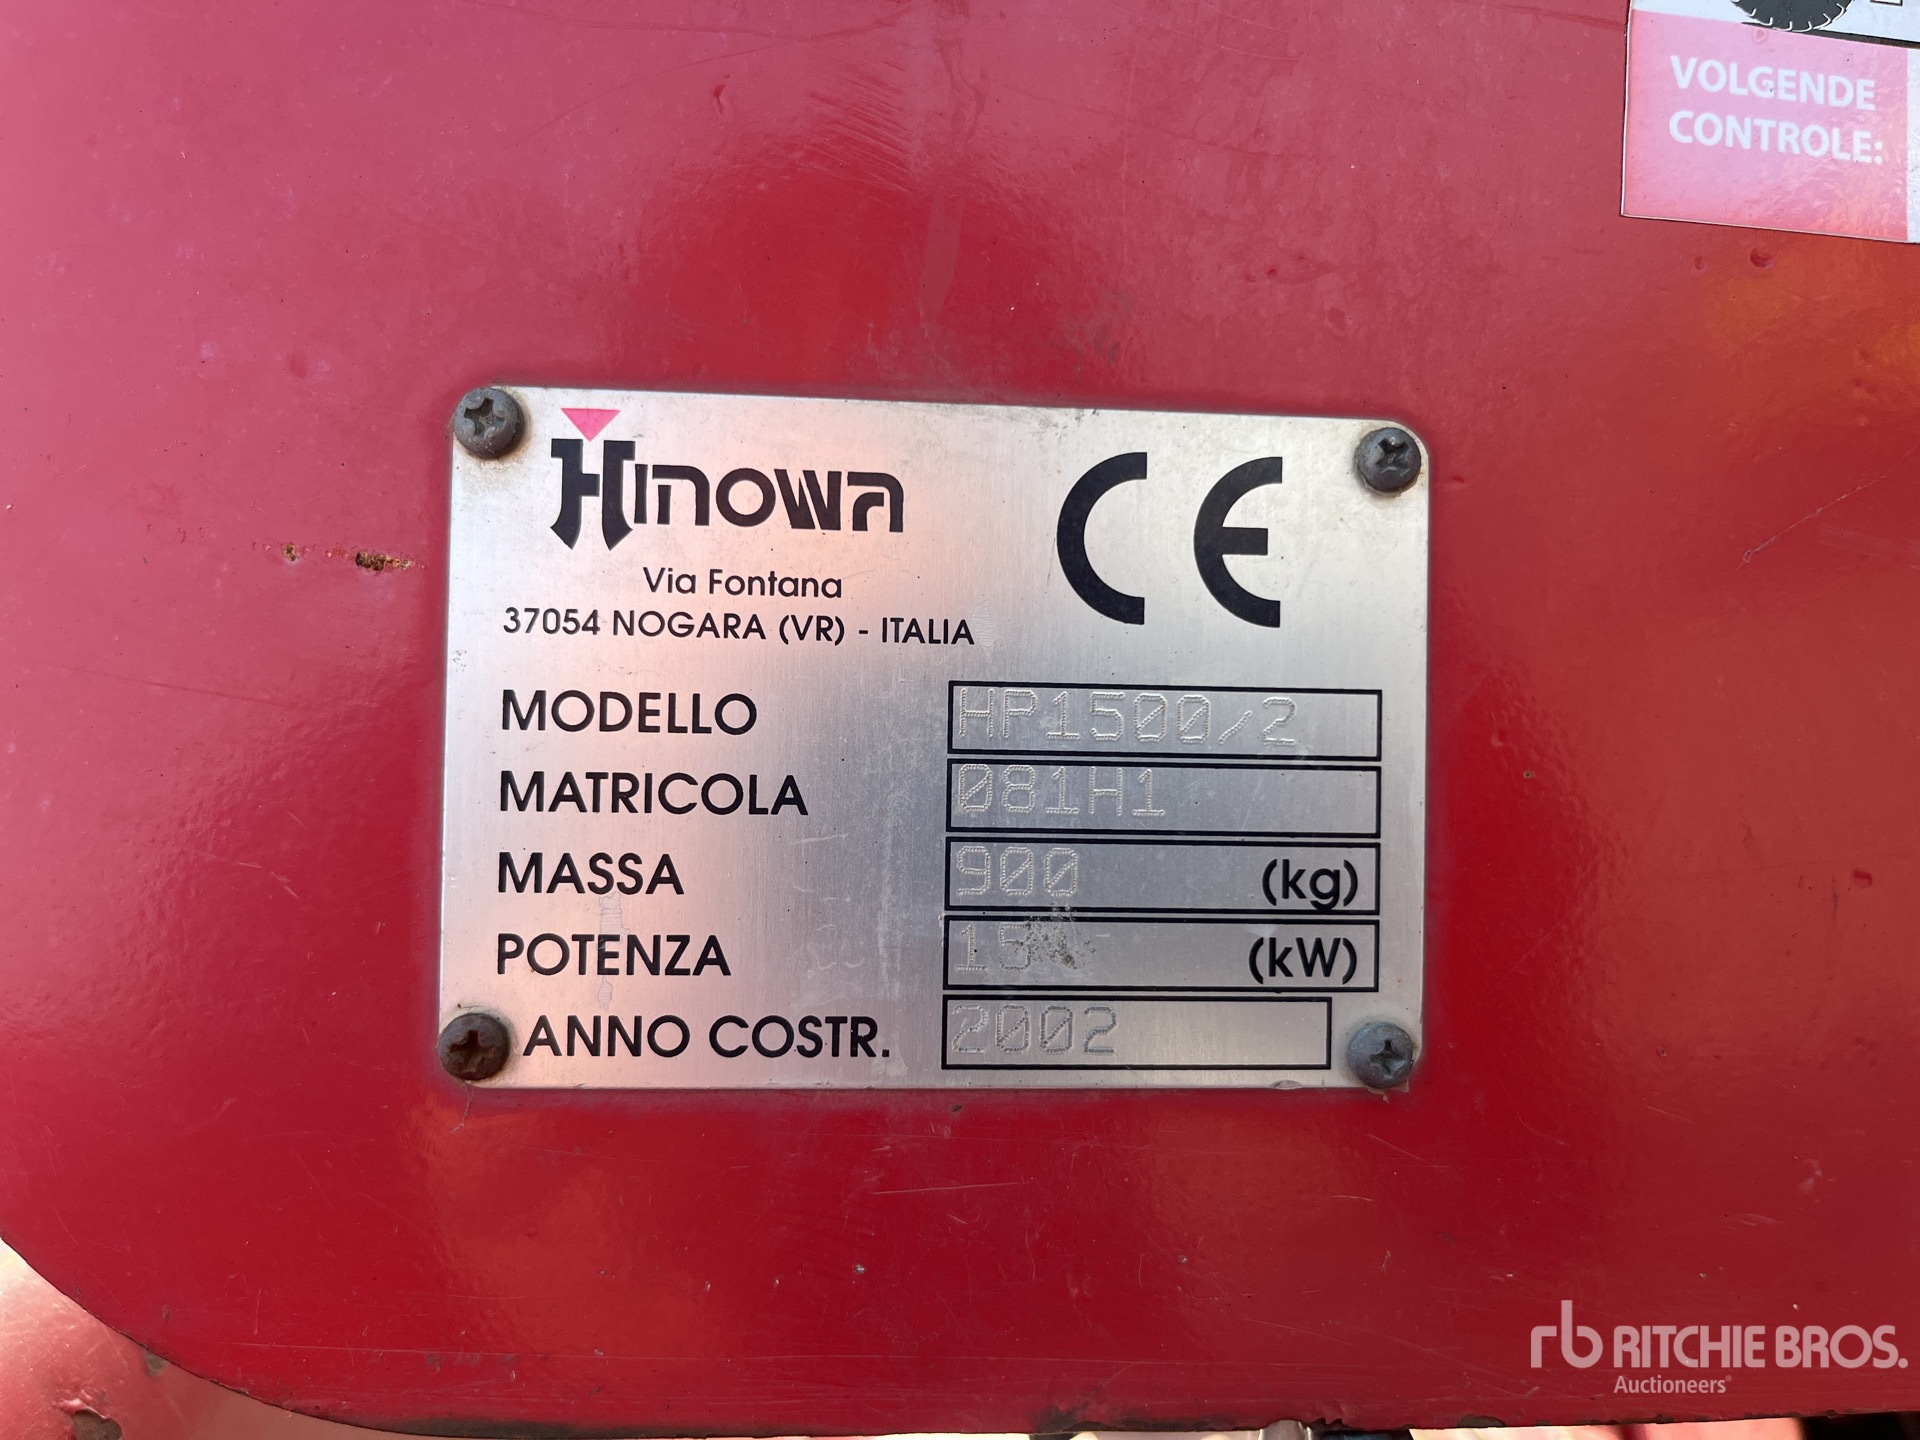 VOLGENDE
CONTROLE:
HINOWA
CE
Via Fontana
37054 NOGARA (VR) - ITALIA
MODELLO HP1500/2
MATRICOLA 081H1
MASSA 900 (kg)
POTENZA 15 (kW)
ANNO COSTR. 2002
rb RITCHIE BROS.
Auctioneers